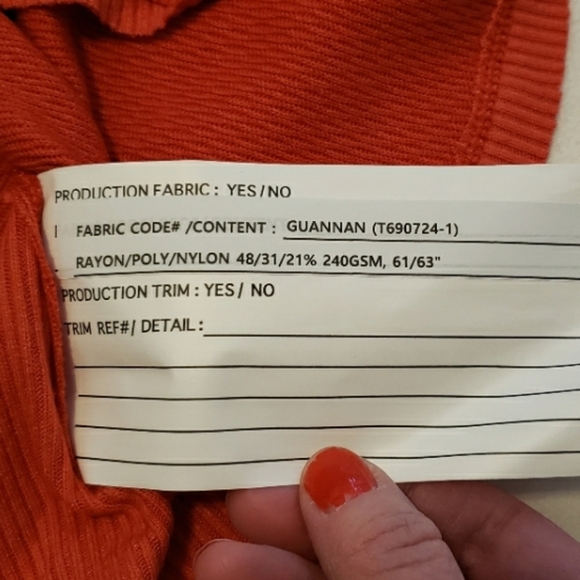 PRODUCTION FABRIC : YES / NO
FABRIC CODE# /CONTENT : GUANNAN (T690724-1)
RAYON/POLY/NYLON 48/31/21% 240GSM, 61/63"
PRODUCTION TRIM : YES / NO
TRIM REF#/ DETAIL :